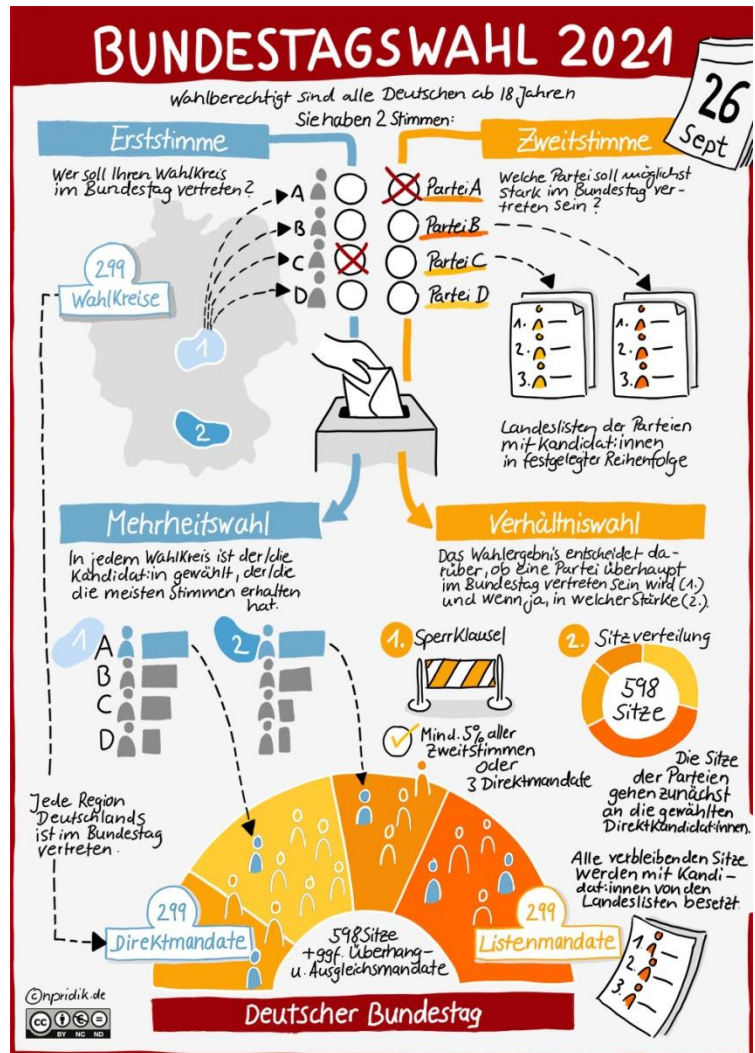 BUNDESTAGSWAHL 2021
26
Sept
Wahlberechtigt sind alle Deutschen ab 18 Jahren
Sie haben 2 Stimmen:
Erststimme
Wer soll Ihren Wahlkreis
im Bundestag vertreten?
A
B
C
D
299
Wahlkreise
1
2
Zweitstimme
Partei A
Partei B
Partei C
Partei D
Welche Partei soll möglichst
stark im Bundestag ver-
treten sein?
1.
2.
3.
1.
2.
3.
Landeslisten der Parteien
mit Kandidat:innen
in festgelegter Reihenfolge
Mehrheitswahl
In jedem Wahlkreis ist der/die
Kandidat:in gewählt, der/die
die meisten Stimmen erhalten
hat.
1
A
B
C
D
2
Verhältniswahl
Das Wahlergebnis entscheidet da-
rüber, ob eine Partei überhaupt
im Bundestag vertreten sein wird (1.)
und wenn ja, in welcher Stärke (2.).
1. Sperrklausel
Mind. 5% aller
Zweitstimmen
oder
3 Direktmandate
2. Sitzverteilung
598
Sitze
Die Sitze
der Parteien
gehen zunächst
an die gewählten
Direktkandidat:innen.
Alle verbleibenden Sitze
werden mit Kandi-
dat:innen von den
Landeslisten besetzt.
1.
2.
3.
Jede Region
Deutschlands
ist im Bundestag
vertreten.
299
Direktmandate
598 Sitze
+ ggf. Überhang-
u. Ausgleichsmandate
299
Listenmandate
Deutscher Bundestag
©npridik.de
cc
BY NC ND